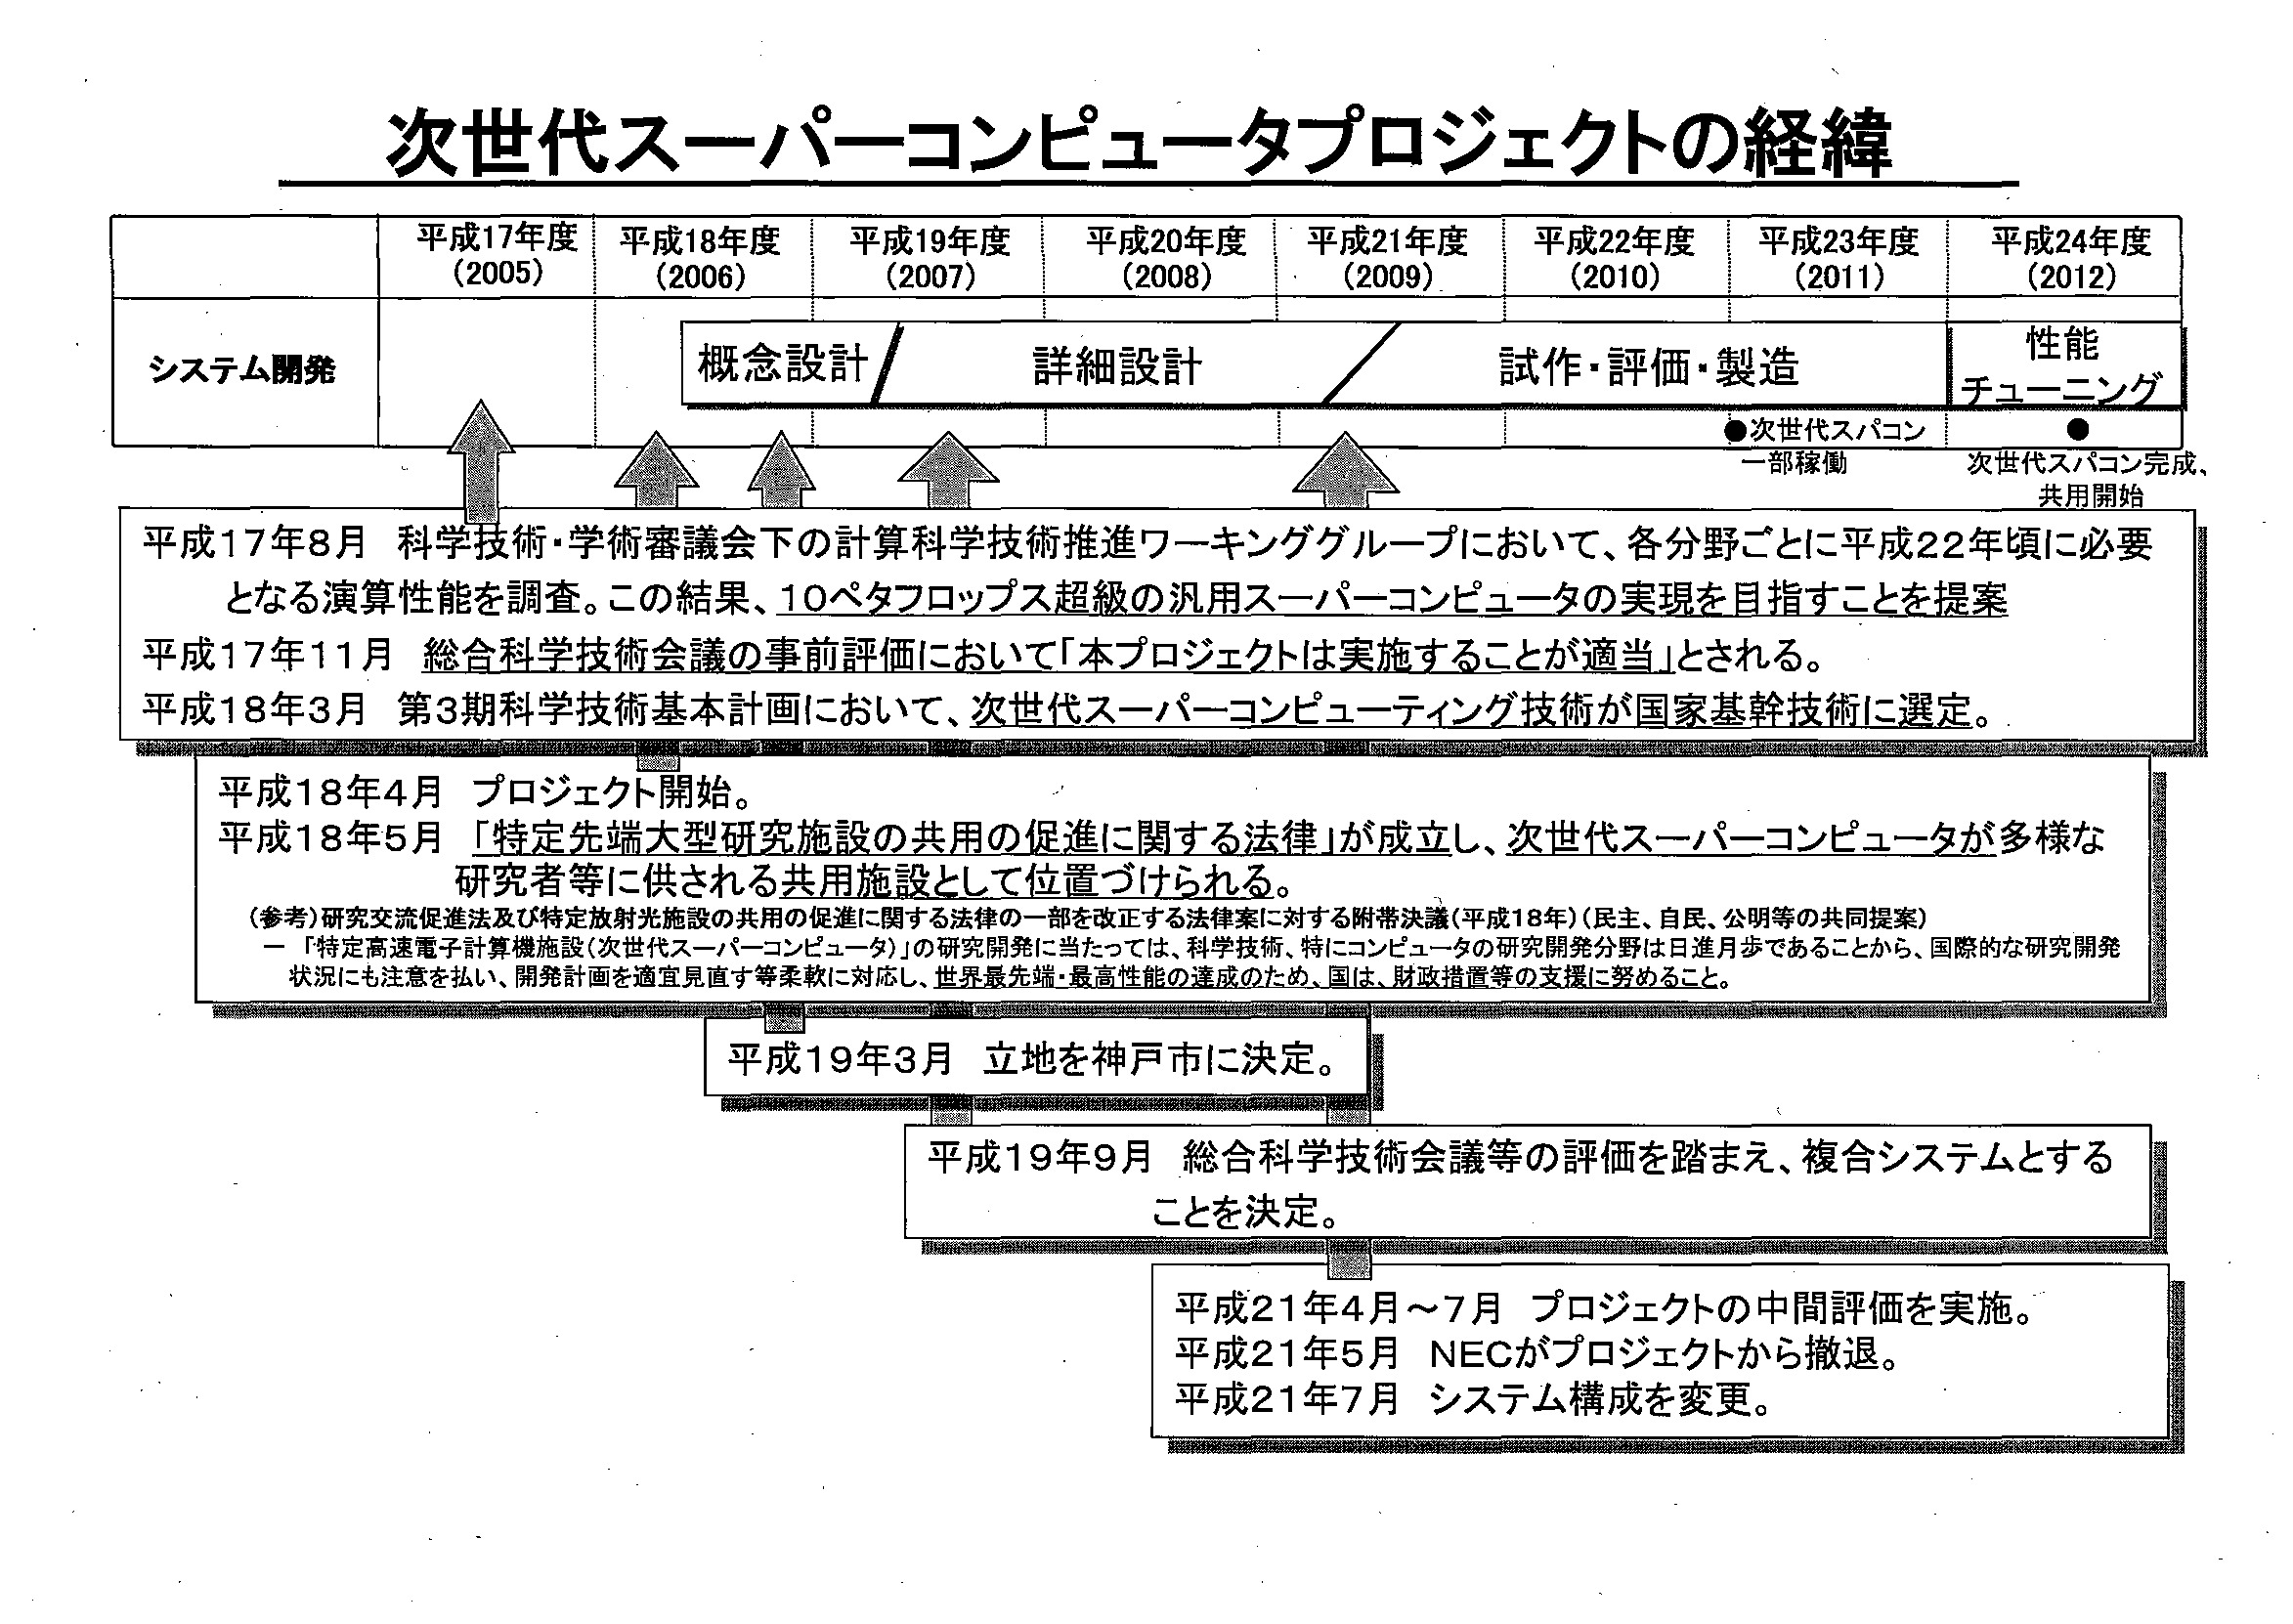 次世代スーパーコンピュータプロジェクトの経緯
平成17年度 平成18年度 平成19年度 平成20年度 平成21年度 平成22年度 平成23年度 平成24年度
(2005) (2006) (2007) (2008) (2009) (2010) (2011) (2012)
システム開発
概念設計
詳細設計
試作・評価・製造
性能
チューニング
●次世代スパコン
一部稼働
●
次世代スパコン完成、
共用開始
平成17年8月 科学技術・学術審議会下の計算科学技術推進ワーキンググループにおいて、各分野ごとに平成22年頃に必要
となる演算性能を調査。この結果、10ペタフロップス超級の汎用スーパーコンピュータの実現を目指すことを提案
平成17年11月 総合科学技術会議の事前評価において「本プロジェクトは実施することが適当」とされる。
平成18年3月 第3期科学技術基本計画において、次世代スーパーコンピューティング技術が国家基幹技術に選定。
平成18年4月 プロジェクト開始。
平成18年5月 「特定先端大型研究施設の共用の促進に関する法律」が成立し、次世代スーパーコンピュータが多様な
研究者等に供される共用施設として位置づけられる。
(参考)研究交流促進法及び特定放射光施設の共用の促進に関する法律の一部を改正する法律案に対する附帯決議(平成18年)(民主、自民、公明等の共同提案)
－ 「特定高速電子計算機施設(次世代スーパーコンピュータ)」の研究開発に当たっては、科学技術、特にコンピュータの研究開発分野は日進月歩であることから、国際的な研究開発
状況にも注意を払い、開発計画を適宜見直す等柔軟に対応し、世界最先端・最高性能の達成のため、国は、財政措置等の支援に努めること。
平成19年3月 立地を神戸市に決定。
平成19年9月 総合科学技術会議等の評価を踏まえ、複合システムとする
ことを決定。
平成21年4月～7月 プロジェクトの中間評価を実施。
平成21年5月 NECがプロジェクトから撤退。
平成21年7月 システム構成を変更。